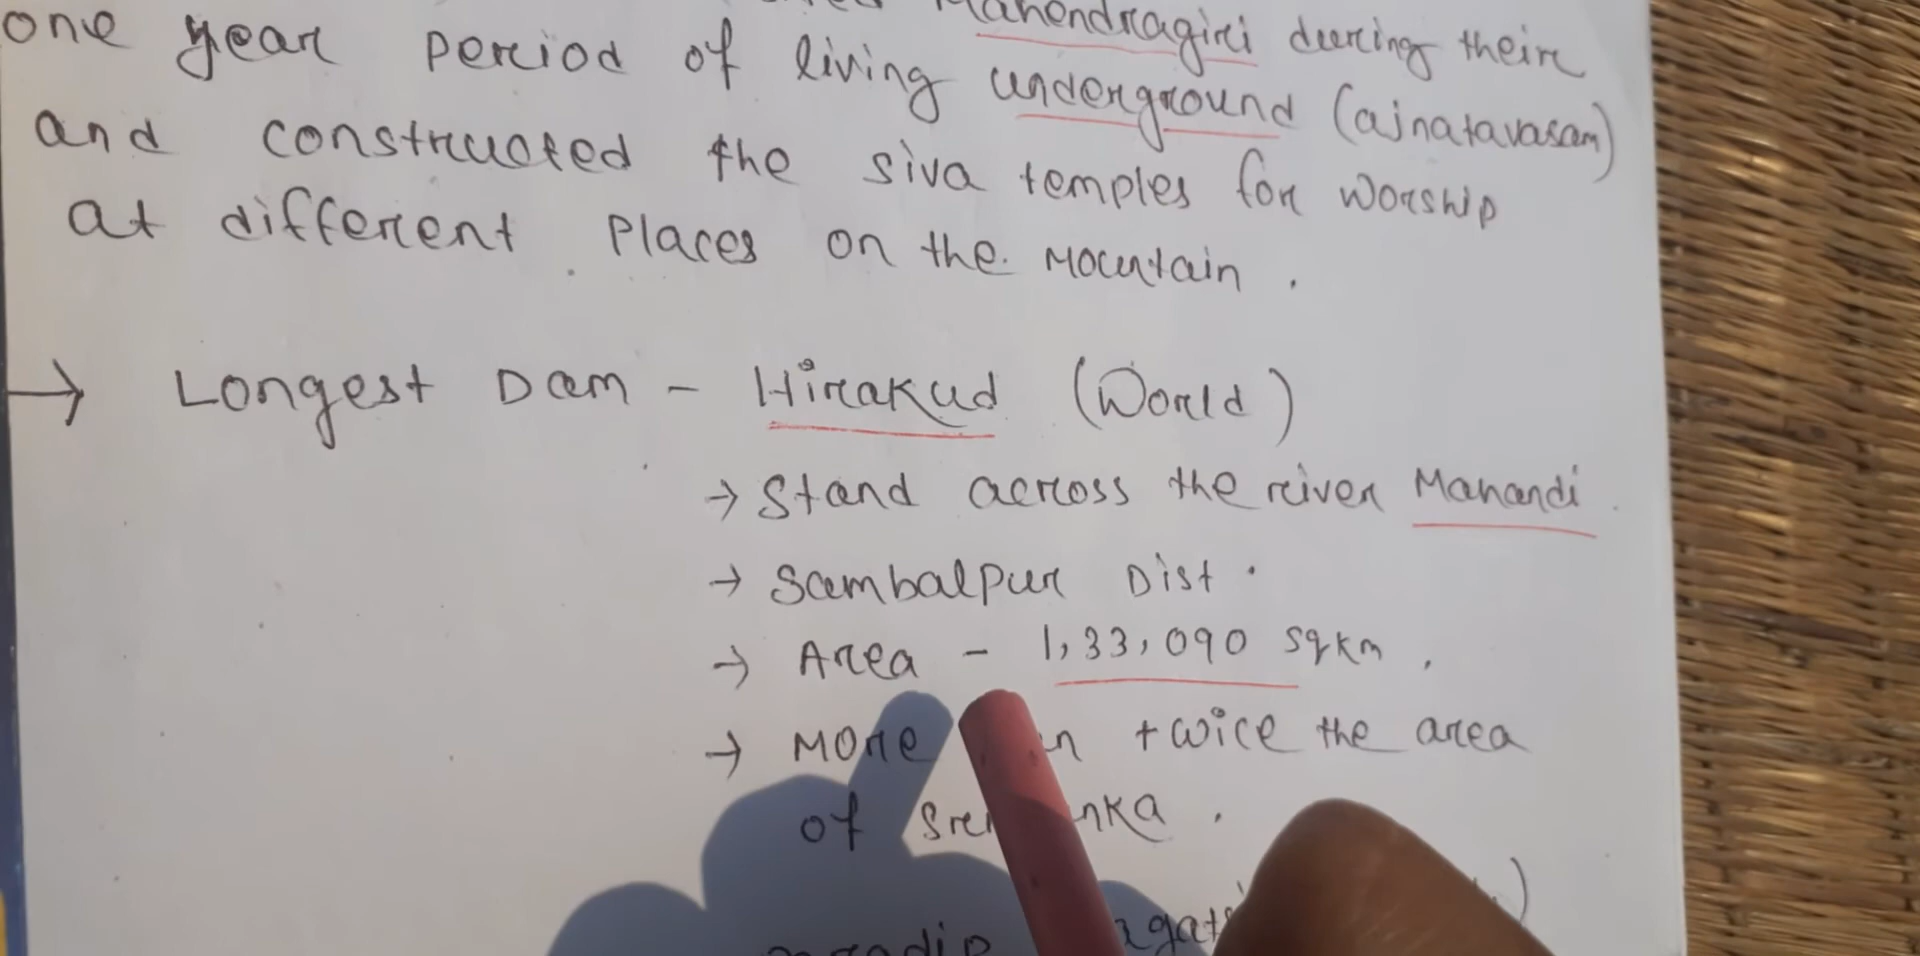 Mahendragiri during their
one year period of living underground (ajnatavasam)
and constructed the siva temples for worship
at different places on the Mountain.
→ Longest Dam - Hirakud (World)
→ Stand across the river Mahandi.
→ Sambalpur Dist.
→ Area - 1,33,090 sqkm.
→ More twice the area
of